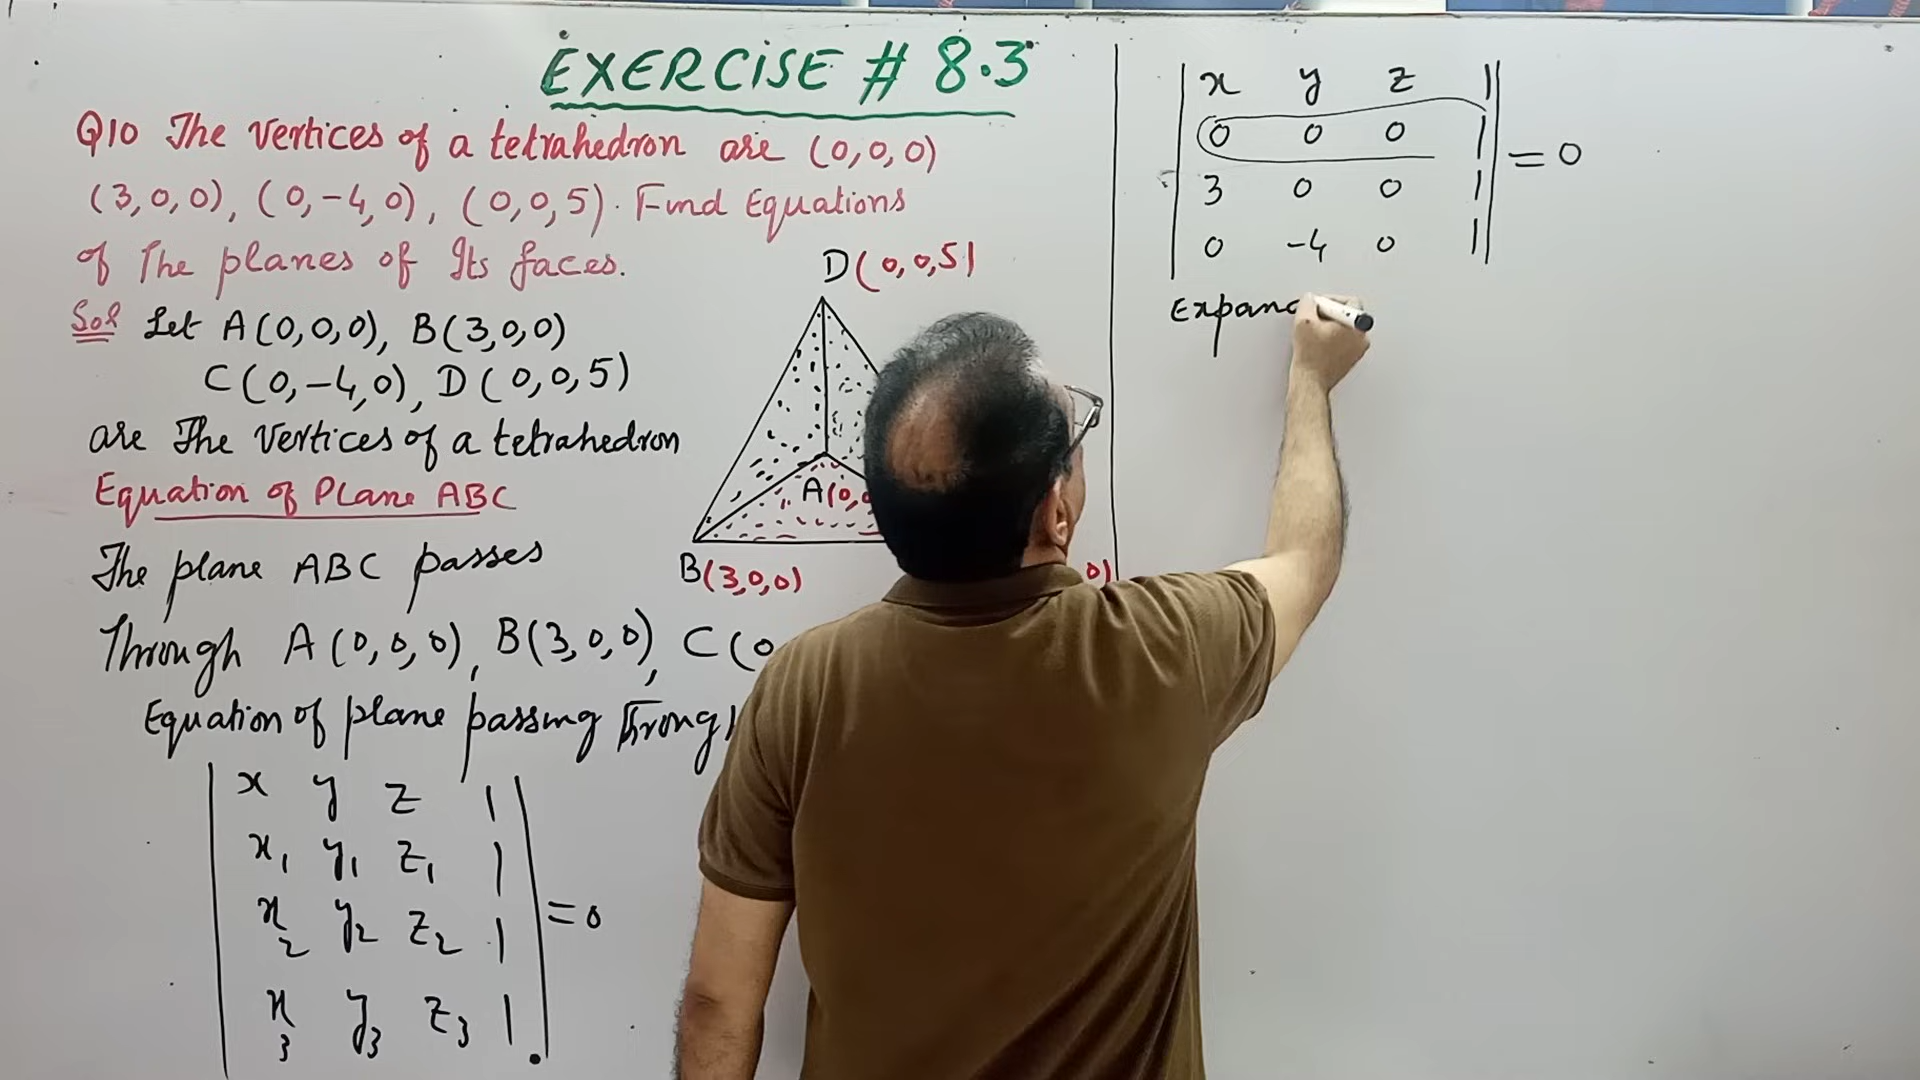 EXERCISE # 8.3
Q10 The Vertices of a tetrahedron are (0,0,0)
(3,0,0), (0,-4,0), (0,0,5). Find Equations
of The planes of Its faces.
Sol Let A(0,0,0), B(3,0,0)
C(0,-4,0), D(0,0,5)
are The Vertices of a tetrahedron
Equation of Plane ABC
The plane ABC passes
Through A(0,0,0), B(3,0,0), C(0
Equation of plane passing
x y z 1
x1 y1 z1 1
x2 y2 z2 1 =0
x3 y3 z3 1
D(0,0,5)
A(0,0
B(3,0,0)
0)
x y z 1
0 0 0 1 =0
3 0 0 1
0 -4 0 1
Expan